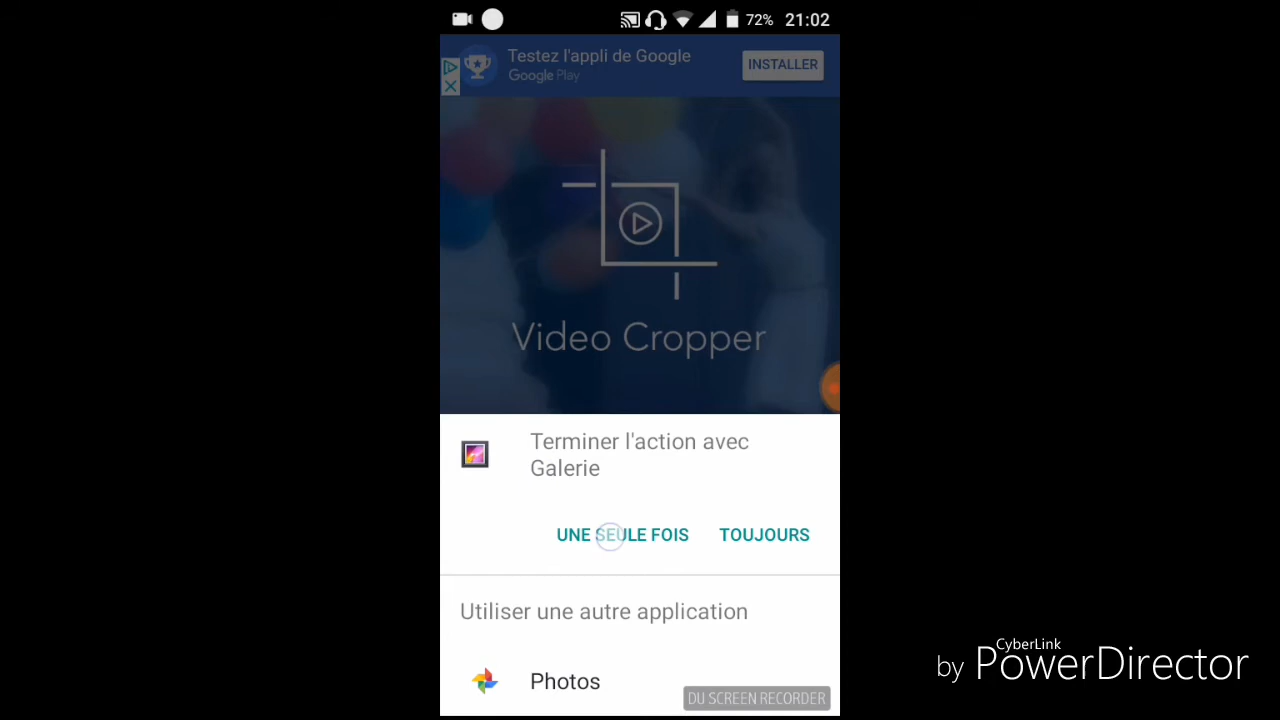 72% 21:02
Testez l'appli de Google
Google Play
INSTALLER
Video Cropper
Terminer l'action avec
Galerie
UNE SEULE FOIS TOUJOURS
Utiliser une autre application
Photos
DU SCREEN RECORDER
CyberLink
by PowerDirector